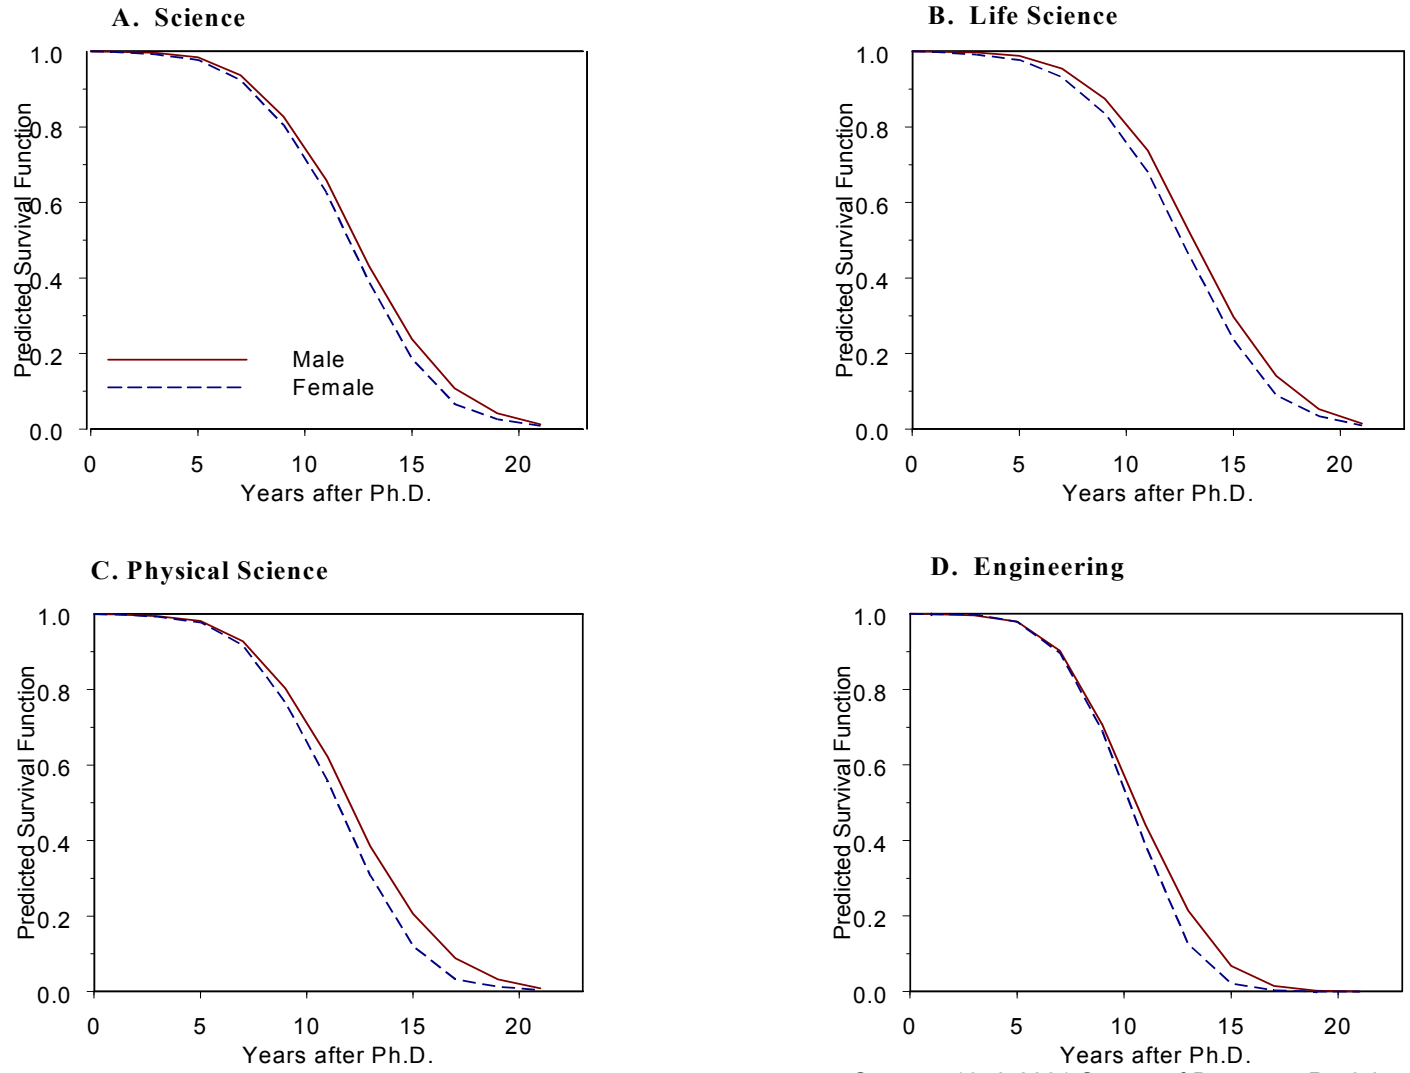 A. Science
1.0
0.8
0.6
0.4
0.2
0.0
Predicted Survival Function
Male
Female
0 5 10 15 20
Years after Ph.D.
B. Life Science
1.0
0.8
0.6
0.4
0.2
0.0
Predicted Survival Function
0 5 10 15 20
Years after Ph.D.
C. Physical Science
1.0
0.8
0.6
0.4
0.2
0.0
Predicted Survival Function
0 5 10 15 20
Years after Ph.D.
D. Engineering
1.0
0.8
0.6
0.4
0.2
0.0
Predicted Survival Function
0 5 10 15 20
Years after Ph.D.